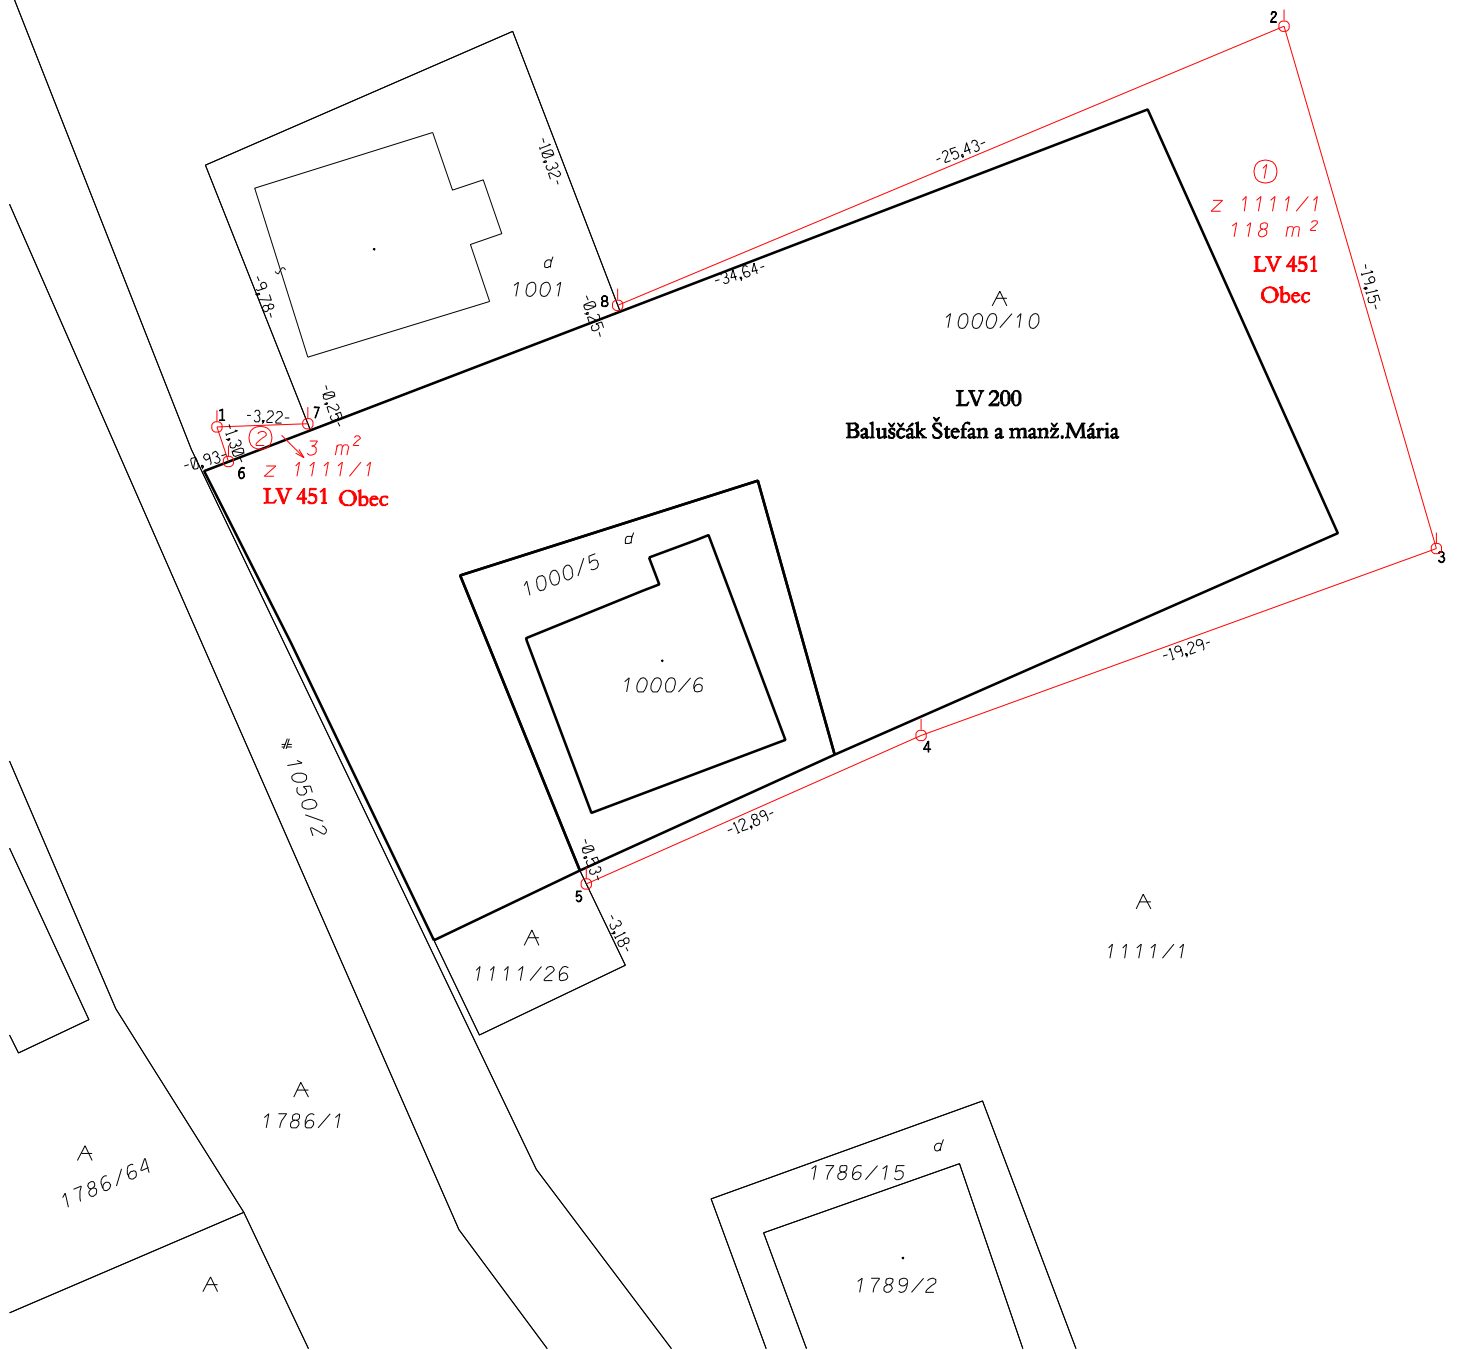 2
-10,32-
-25,43-
1
z 1111/1
118 m²
LV 451
Obec
-9,78-
d
1001
8
-0,25-
-34,64-
-19,15-
A
1000/10
LV 200
Baluščák Štefan a manž.Mária
1
-3,22-
7
-0,25-
-1,30-
2
3 m²
-0,93-
6
z 1111/1
LV 451 Obec
d
1000/5
3
1000/6
-19,29-
4
1050/2
-12,89-
-0,53-
5
-3,18-
A
1111/26
A
1111/1
A
1786/1
A
1786/64
d
1786/15
A
1789/2